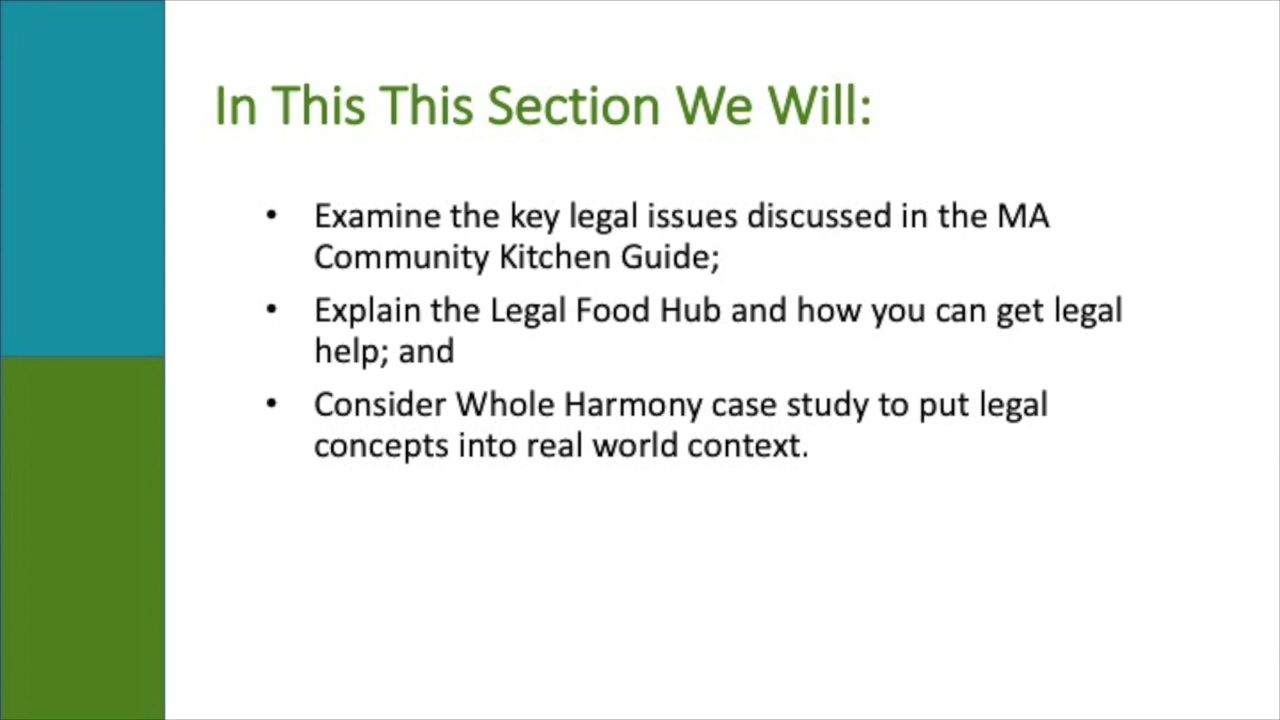 In This This Section We Will:
• Examine the key legal issues discussed in the MA
Community Kitchen Guide;
• Explain the Legal Food Hub and how you can get legal
help; and
• Consider Whole Harmony case study to put legal
concepts into real world context.